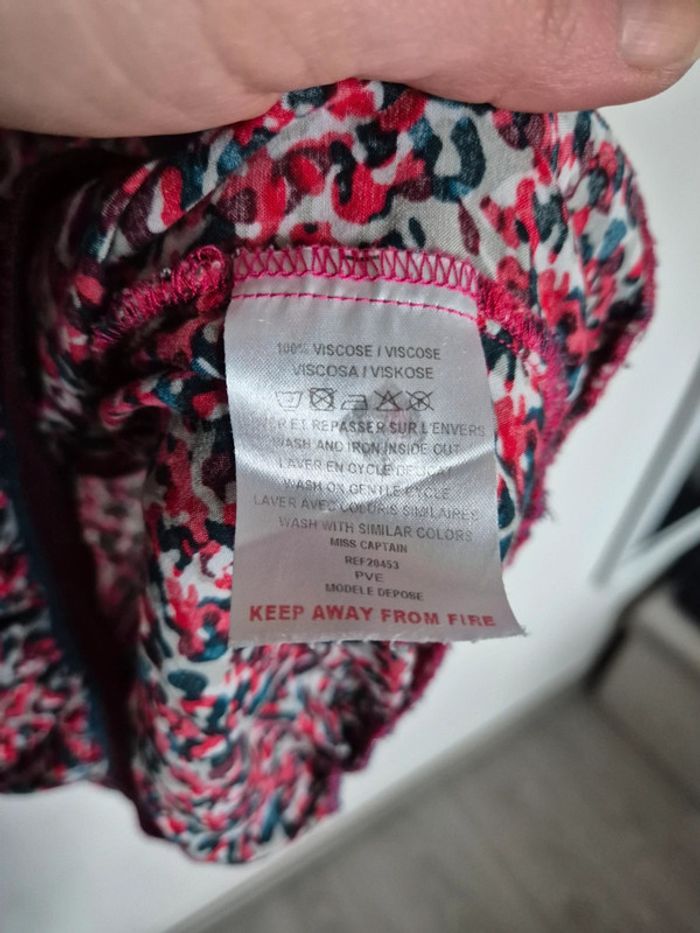 100% VISCOSE / VISCOSE
VISCOSA / VISKOSE
ET REPASSER SUR L'ENVERS
WASH AND IRON INSIDE OUT
LAVER EN CYCLE
WASH ON GENTLE CYCLE
LAVER AVEC COLORIS SIMILAIRES
WASH WITH SIMILAR COLORS
MISS CAPTAIN
REF20453
PVE
MODELE DEPOSE
KEEP AWAY FROM FIRE